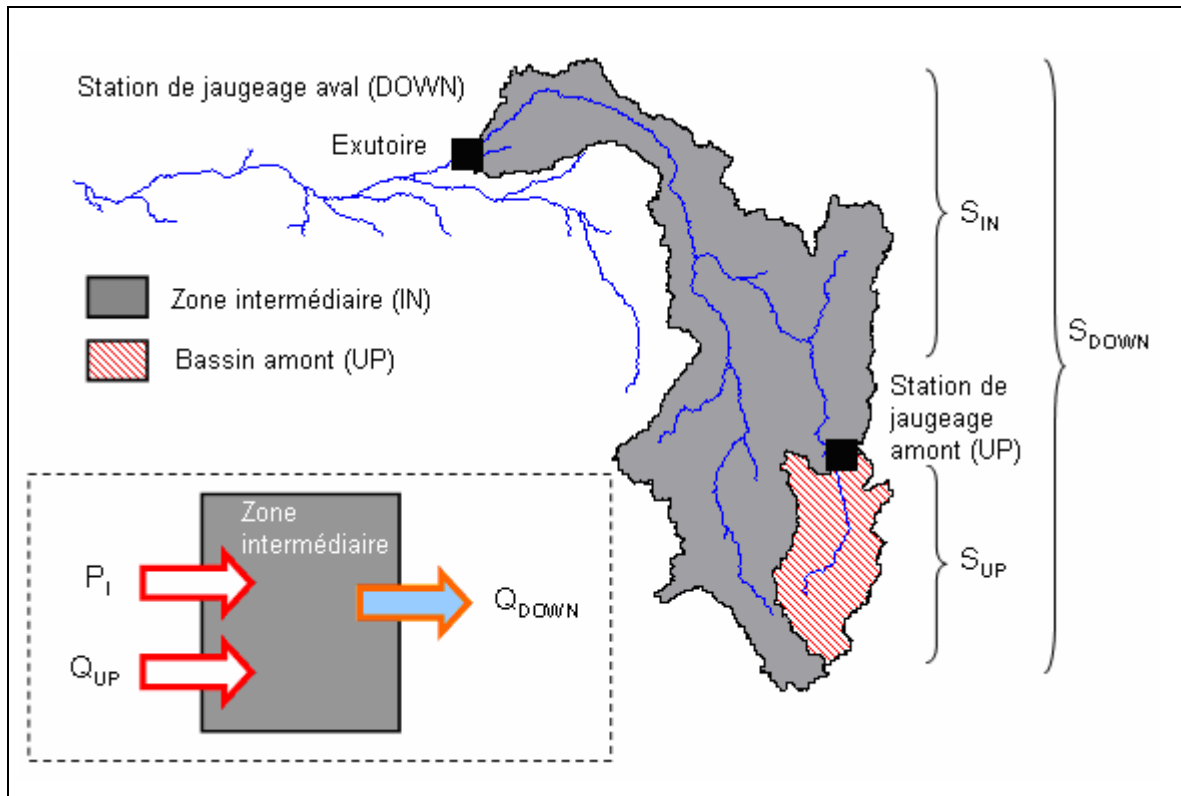 Station de jaugeage aval (DOWN)
Exutoire
S_IN
S_DOWN
Zone intermédiaire (IN)
Bassin amont (UP)
Station de
jaugeage
amont (UP)
S_UP
Zone
intermédiaire
P_I
Q_DOWN
Q_UP